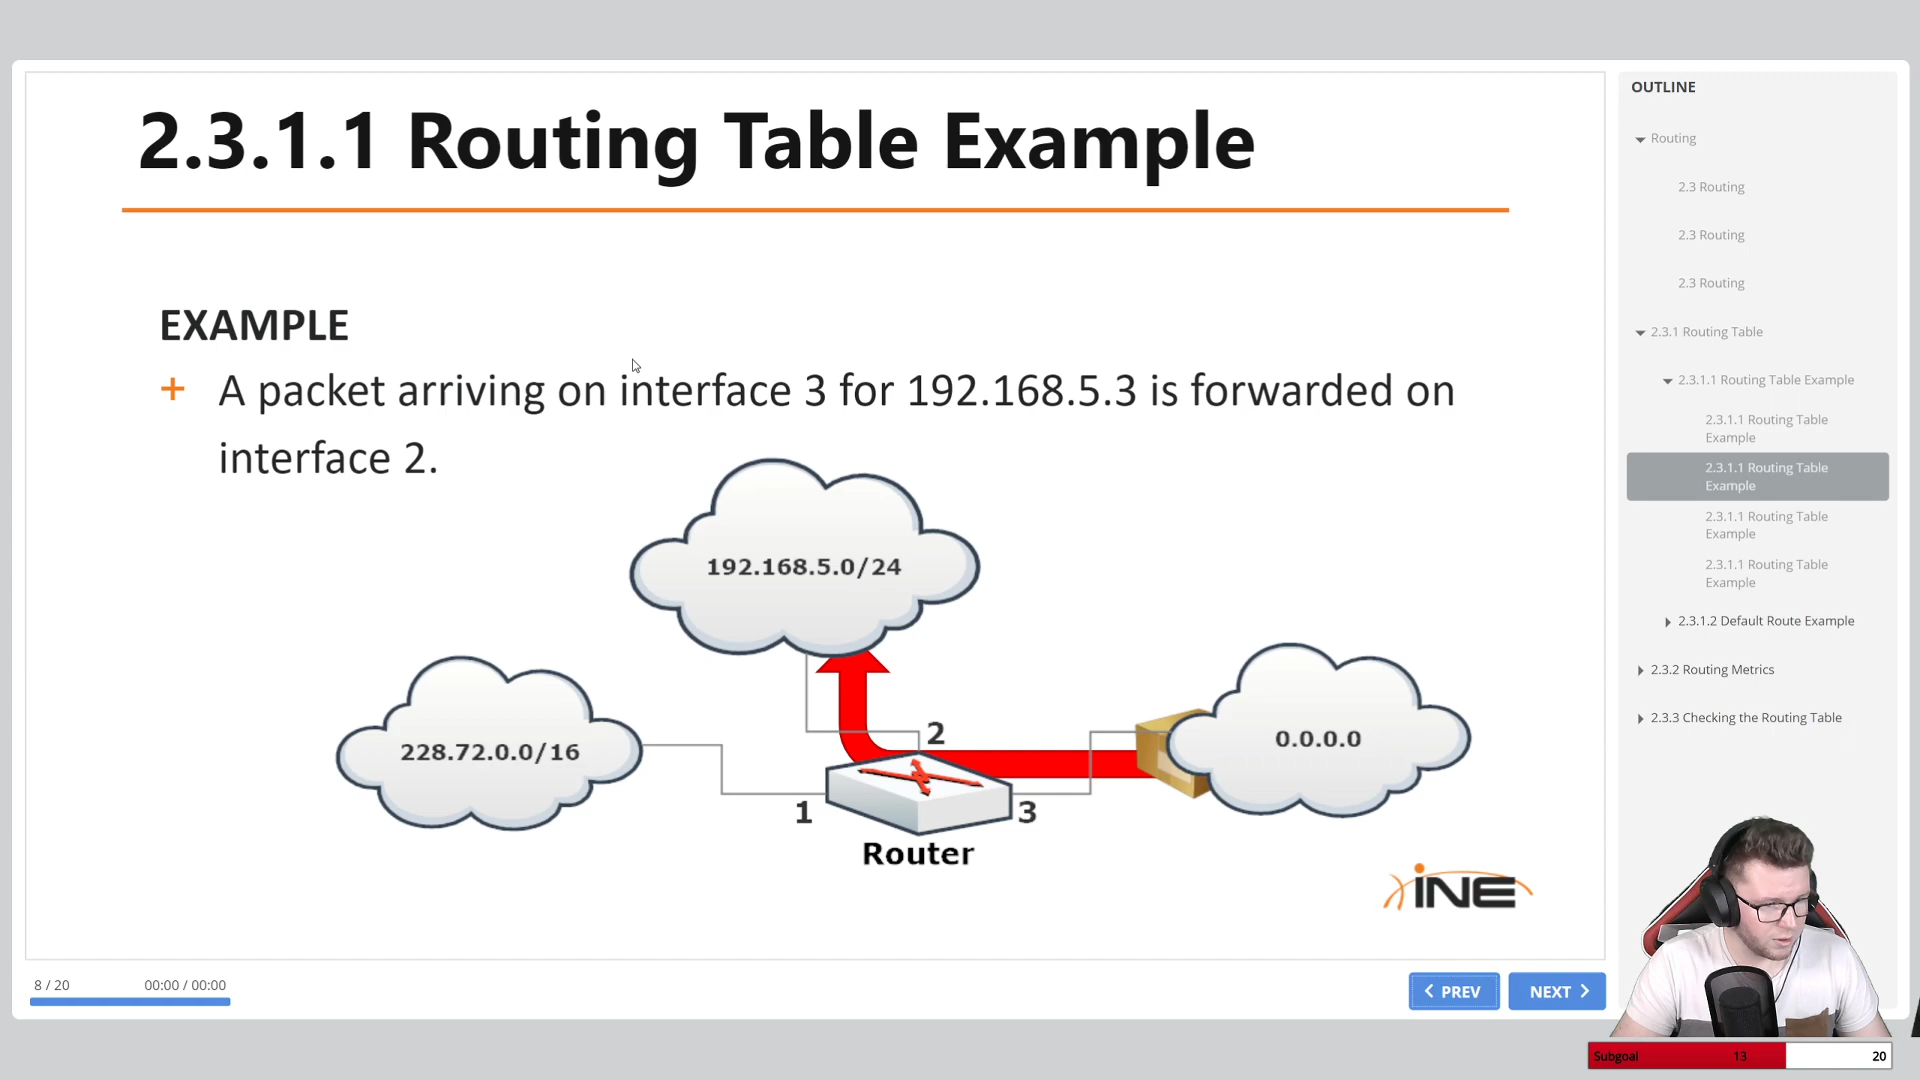 2.3.1.1 Routing Table Example
EXAMPLE
+ A packet arriving on interface 3 for 192.168.5.3 is forwarded on
interface 2.
192.168.5.0/24
228.72.0.0/16
0.0.0.0
2
1
3
Router
iNE
8 / 20
00:00 / 00:00
PREV
NEXT
OUTLINE
Routing
2.3 Routing
2.3 Routing
2.3 Routing
2.3.1 Routing Table
2.3.1.1 Routing Table Example
2.3.1.1 Routing Table
Example
2.3.1.1 Routing Table
Example
2.3.1.1 Routing Table
Example
2.3.1.1 Routing Table
Example
2.3.1.2 Default Route Example
2.3.2 Routing Metrics
2.3.3 Checking the Routing Table
Subgoal 13 20